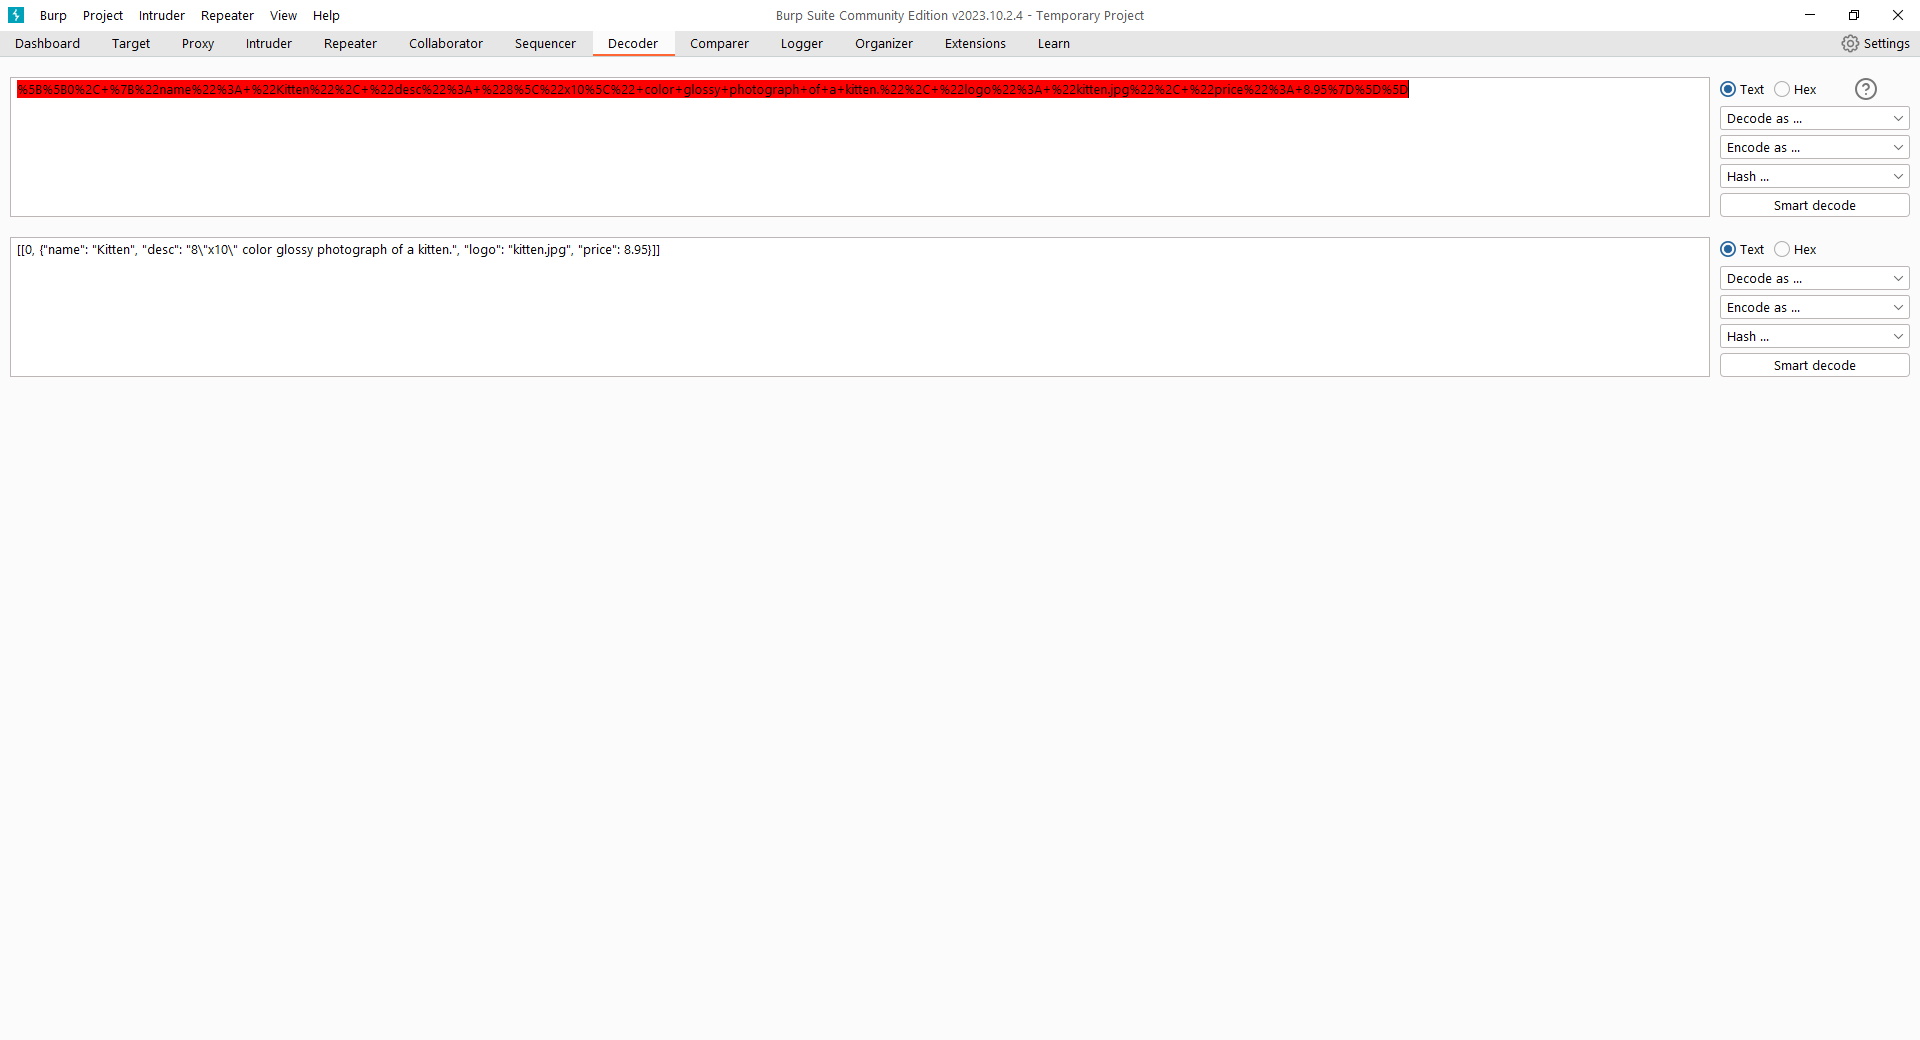 Burp Project Intruder Repeater View Help Burp Suite Community Edition v2023.10.2.4 - Temporary Project
Dashboard Target Proxy Intruder Repeater Collaborator Sequencer Decoder Comparer Logger Organizer Extensions Learn Settings
%5B%5B0%2C+%7B%22name%22%3A+%22Kitten%22%2C+%22desc%22%3A+%228%5C%22x10%5C%22+color+glossy+photograph+of+a+kitten.%22%2C+%22logo%22%3A+%22kitten.jpg%22%2C+%22price%22%3A+8.95%7D%5D%5D
Text Hex ?
Decode as ...
Encode as ...
Hash ...
Smart decode
[[0, {"name": "Kitten", "desc": "8\"x10\" color glossy photograph of a kitten.", "logo": "kitten.jpg", "price": 8.95}]]
Text Hex
Decode as ...
Encode as ...
Hash ...
Smart decode